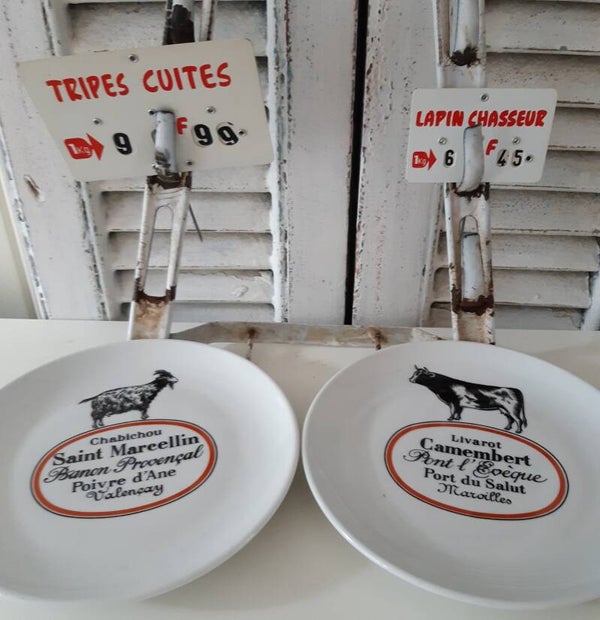 TRIPES CUITES
1Kg 9 F 99
LAPIN CHASSEUR
1Kg 6 F 45
Chabichou
Saint Marcellin
Banon-Provençal
Poivre d'Ane
Valençay
Livarot
Camembert
Pont l'Evèque
Port du Salut
Maroilles